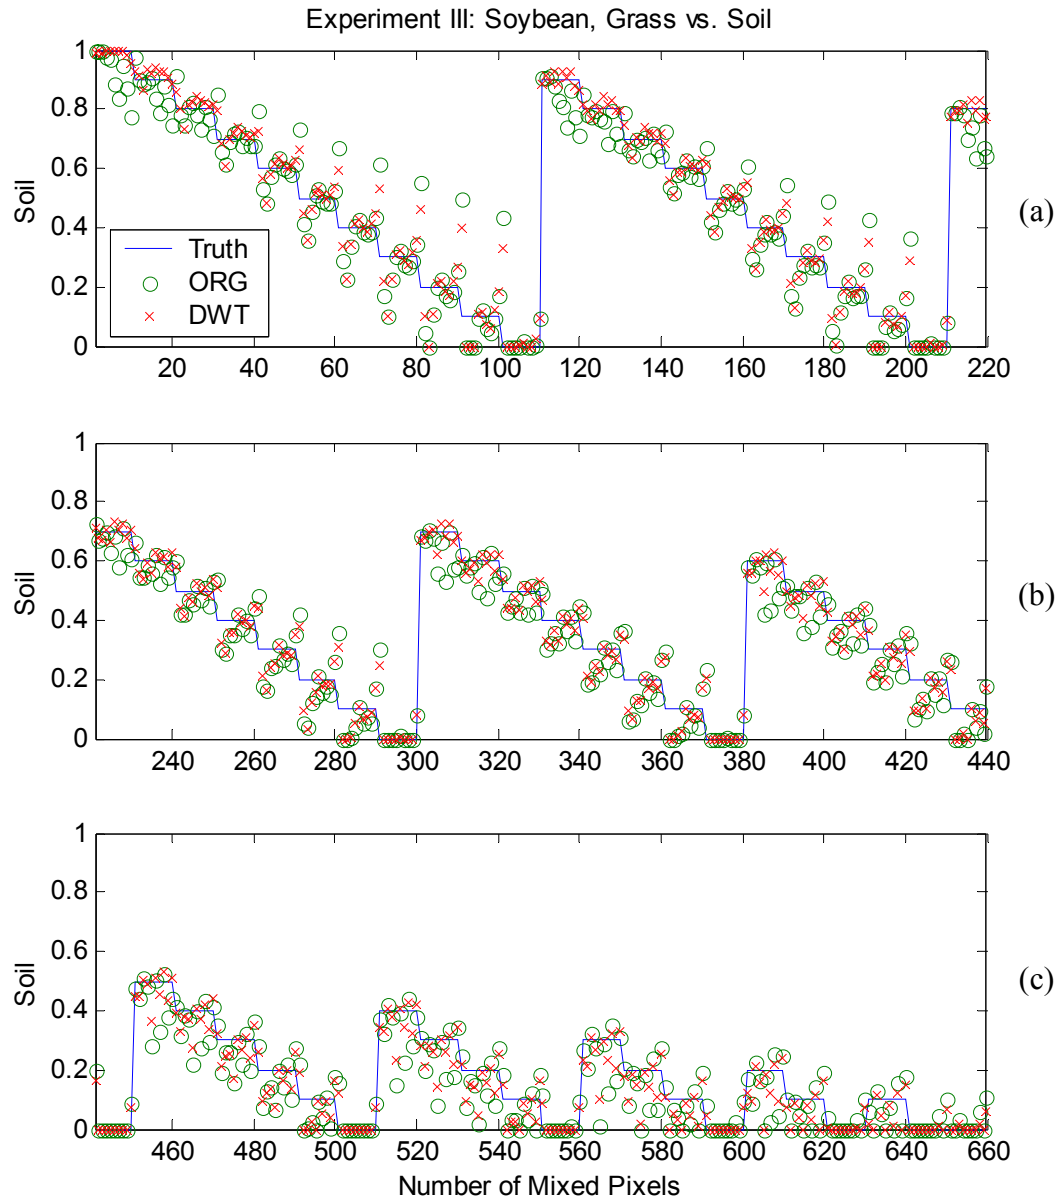 Experiment III: Soybean, Grass vs. Soil
1
0.8
0.6
0.4
0.2
0
Soil
Truth
ORG
DWT
20 40 60 80 100 120 140 160 180 200 220
(a)
1
0.8
0.6
0.4
0.2
0
Soil
240 260 280 300 320 340 360 380 400 420 440
(b)
1
0.8
0.6
0.4
0.2
0
Soil
460 480 500 520 540 560 580 600 620 640 660
(c)
Number of Mixed Pixels